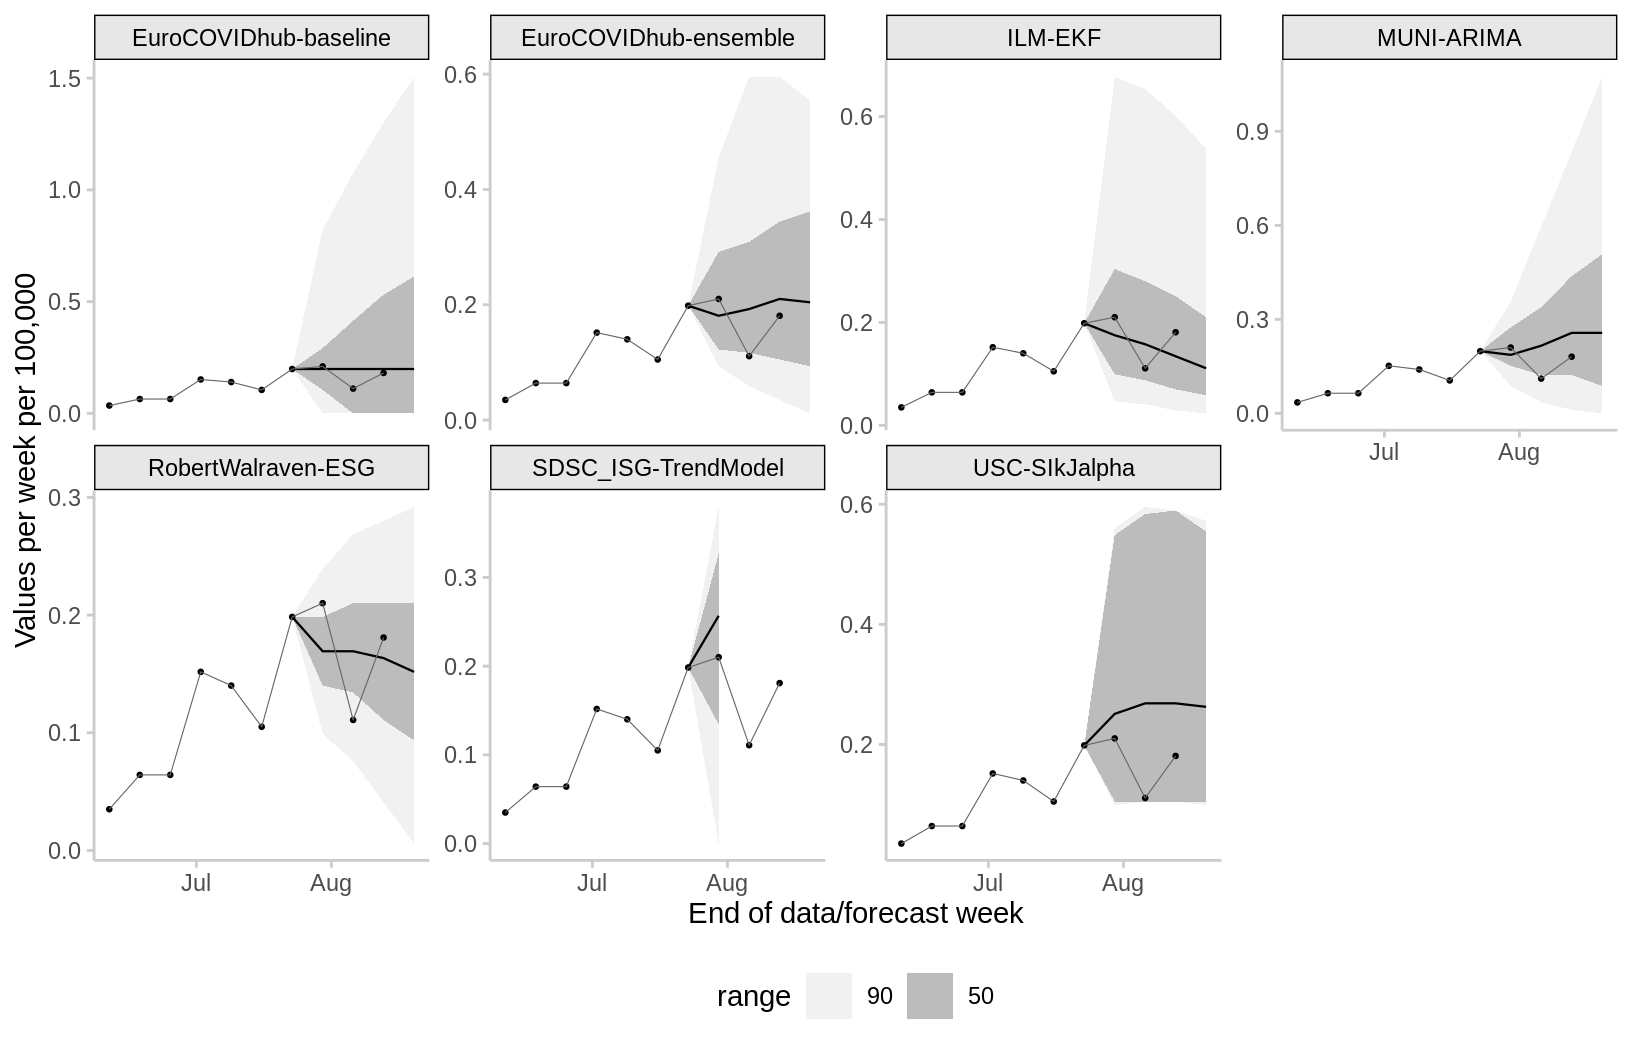 EuroCOVIDhub-baseline
EuroCOVIDhub-ensemble
ILM-EKF
MUNI-ARIMA
1.5
1.0
0.5
0.0
0.6
0.4
0.2
0.0
0.6
0.4
0.2
0.0
0.9
0.6
0.3
0.0
Jul
Aug
Values per week per 100,000
RobertWalraven-ESG
SDSC_ISG-TrendModel
USC-SIkJalpha
0.3
0.2
0.1
0.0
Jul
Aug
0.3
0.2
0.1
0.0
Jul
Aug
0.6
0.4
0.2
Jul
Aug
End of data/forecast week
range
90
50